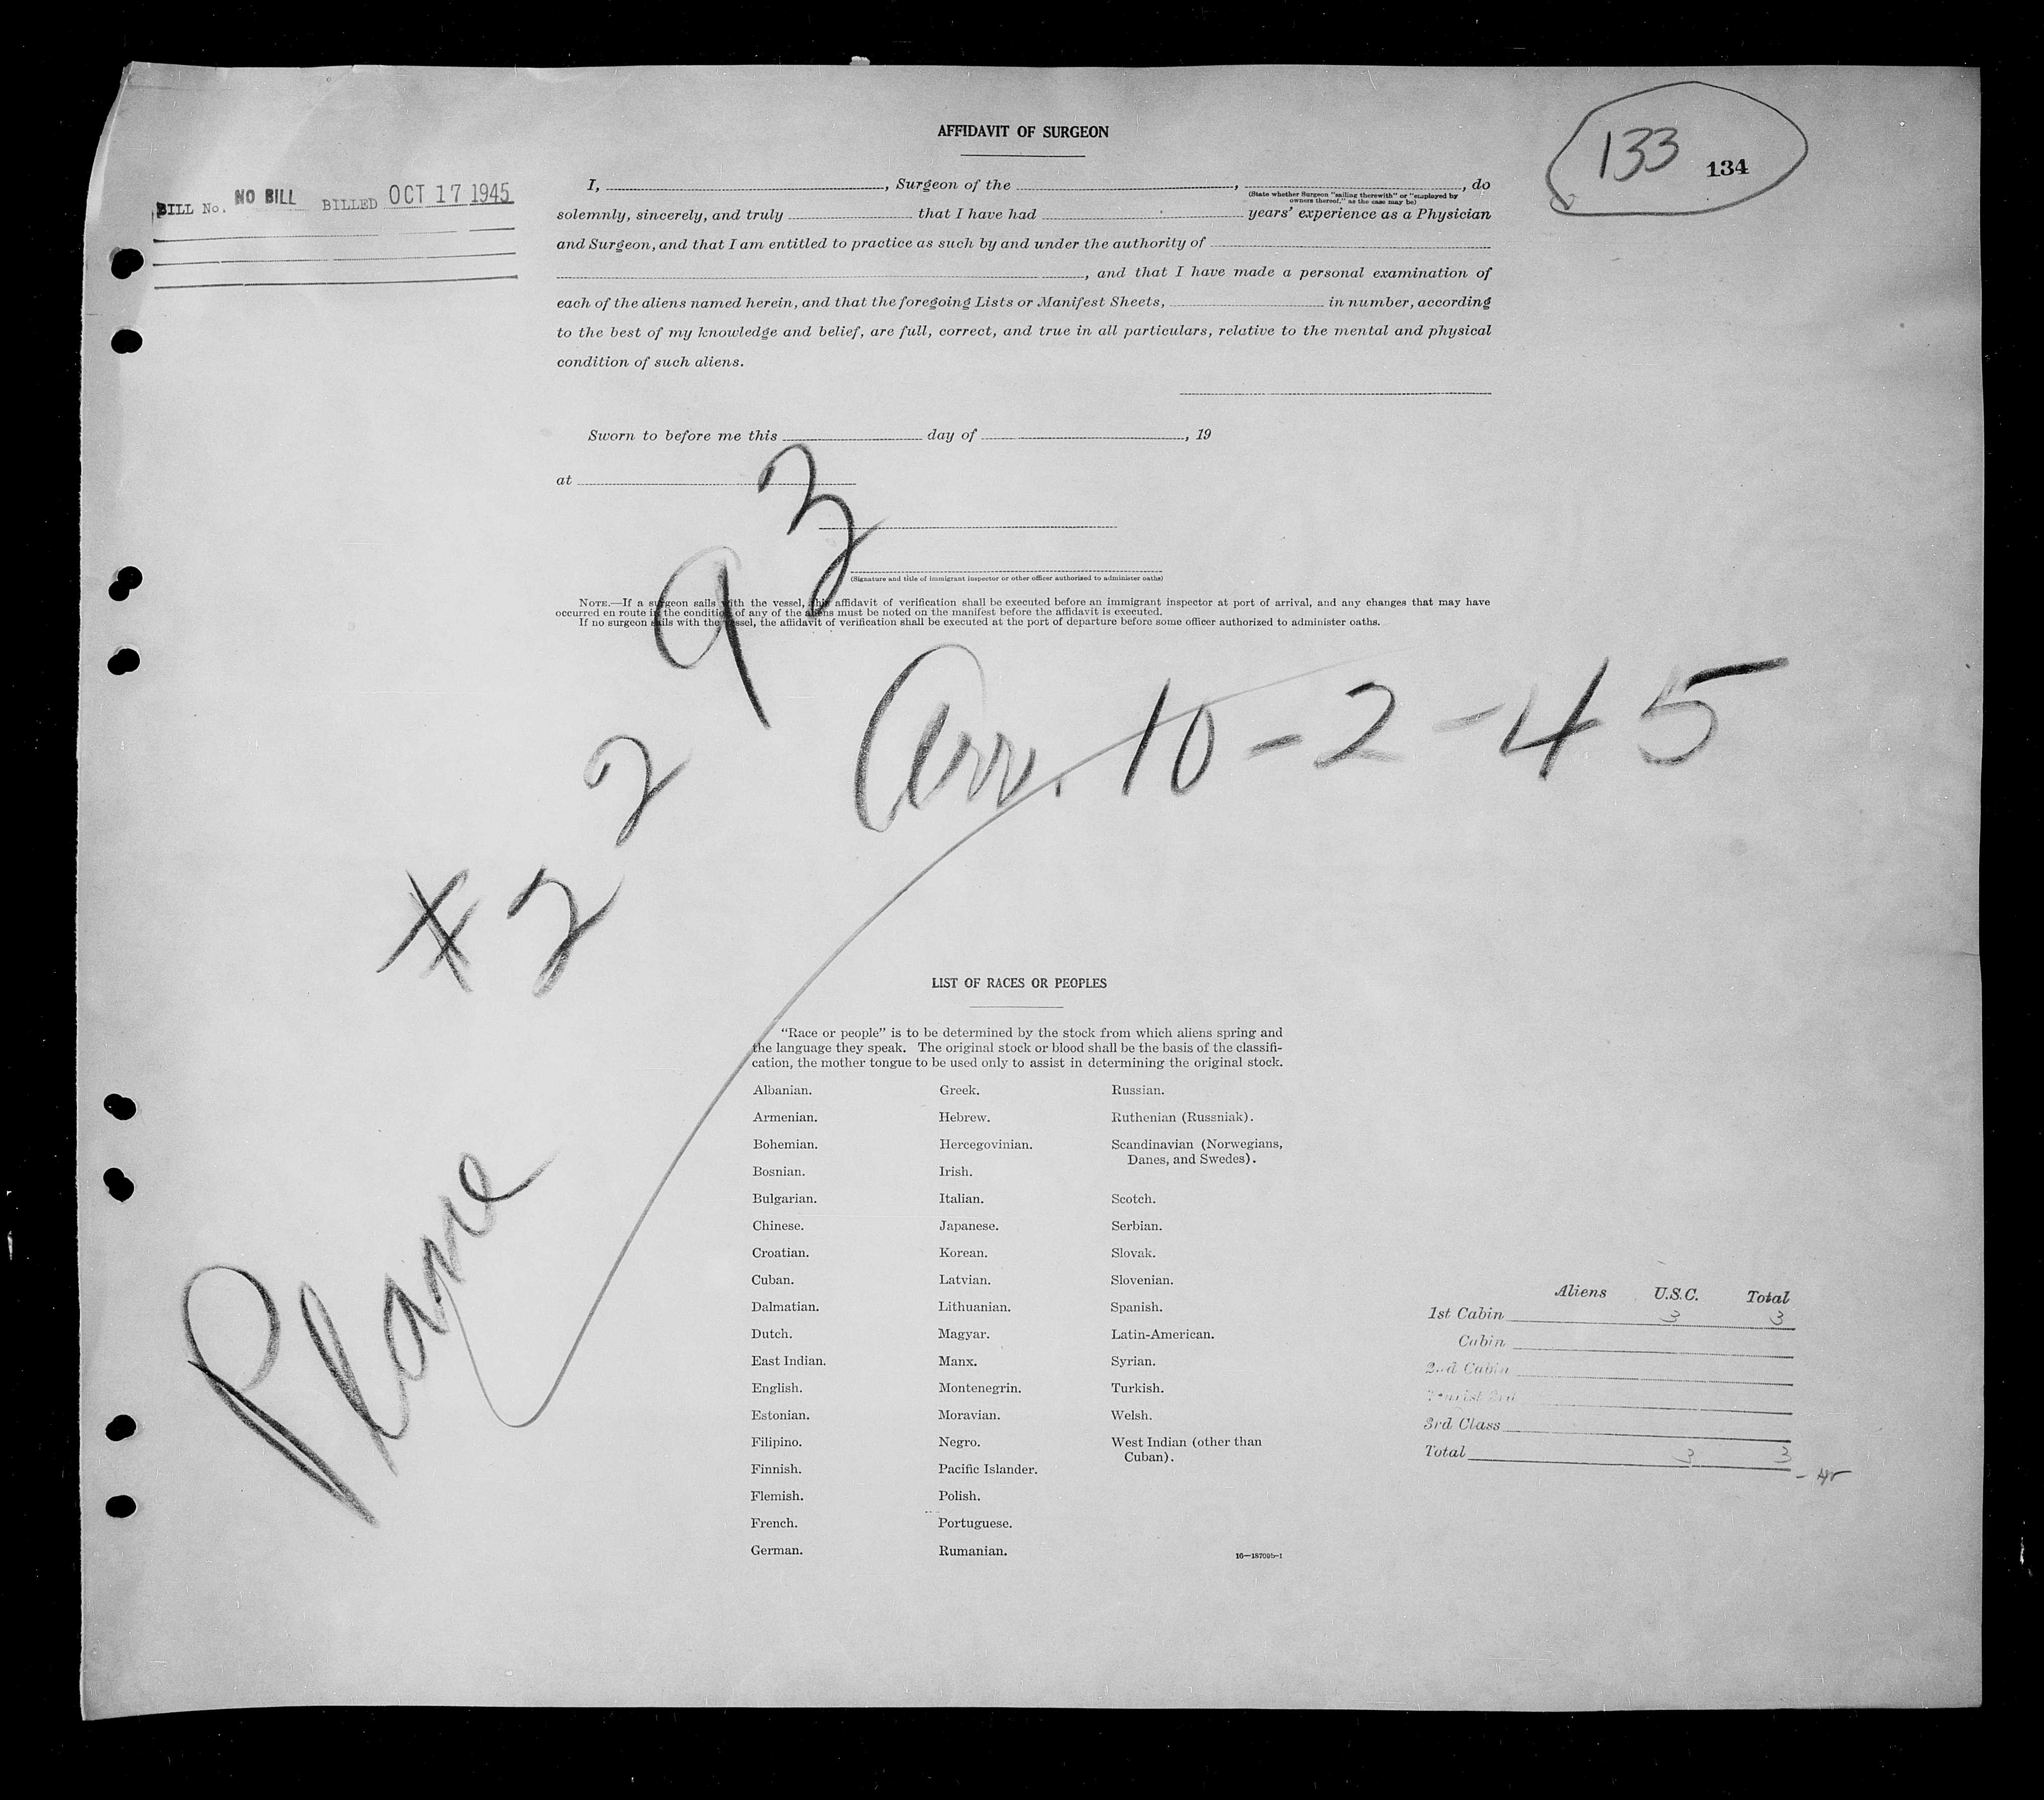 AFFIDAVIT OF SURGEON
133 134
BILL No. NO BILL BILLED OCT 17 1945
I, , Surgeon of the , , do
(State whether Surgeon "sailing therewith" or "employed by
owners thereof," as the case may be)
solemnly, sincerely, and truly that I have had years' experience as a Physician
and Surgeon, and that I am entitled to practice as such by and under the authority of
, and that I have made a personal examination of
each of the aliens named herein, and that the foregoing Lists or Manifest Sheets, in number, according
to the best of my knowledge and belief, are full, correct, and true in all particulars, relative to the mental and physical
condition of such aliens.
Sworn to before me this day of , 19
at
(Signature and title of immigrant inspector or other officer authorized to administer oaths)
NOTE.—If a surgeon sails with the vessel, this affidavit of verification shall be executed before an immigrant inspector at port of arrival, and any changes that may have
occurred en route in the condition of any of the aliens must be noted on the manifest before the affidavit is executed.
If no surgeon sails with the vessel, the affidavit of verification shall be executed at the port of departure before some officer authorized to administer oaths.
Plane #2293
Arr. 10-2-45
LIST OF RACES OR PEOPLES
"Race or people" is to be determined by the stock from which aliens spring and
the language they speak. The original stock or blood shall be the basis of the classifi-
cation, the mother tongue to be used only to assist in determining the original stock.
Albanian.
Armenian.
Bohemian.
Bosnian.
Bulgarian.
Chinese.
Croatian.
Cuban.
Dalmatian.
Dutch.
East Indian.
English.
Estonian.
Filipino.
Finnish.
Flemish.
French.
German.
Greek.
Hebrew.
Hercegovinian.
Irish.
Italian.
Japanese.
Korean.
Latvian.
Lithuanian.
Magyar.
Manx.
Montenegrin.
Moravian.
Negro.
Pacific Islander.
Polish.
Portuguese.
Rumanian.
Russian.
Ruthenian (Russniak).
Scandinavian (Norwegians,
Danes, and Swedes).
Scotch.
Serbian.
Slovak.
Slovenian.
Spanish.
Latin-American.
Syrian.
Turkish.
Welsh.
West Indian (other than
Cuban).
16—18709b-1
Aliens U.S.C. Total
1st Cabin 3 3
Cabin
2nd Cabin
Tourist 3rd
3rd Class
Total 3 3